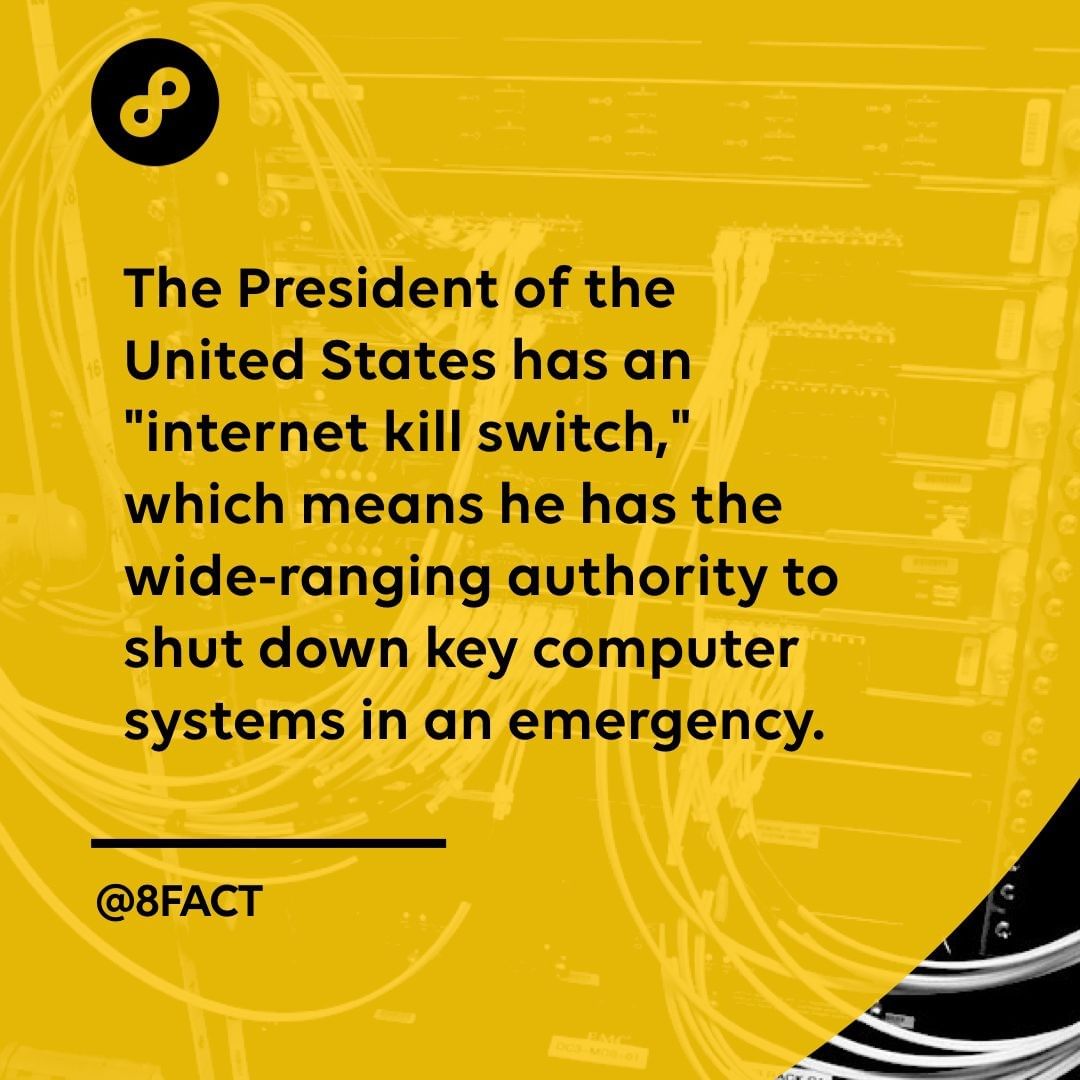 The President of the
United States has an
"internet kill switch,"
which means he has the
wide-ranging authority to
shut down key computer
systems in an emergency.
@8FACT